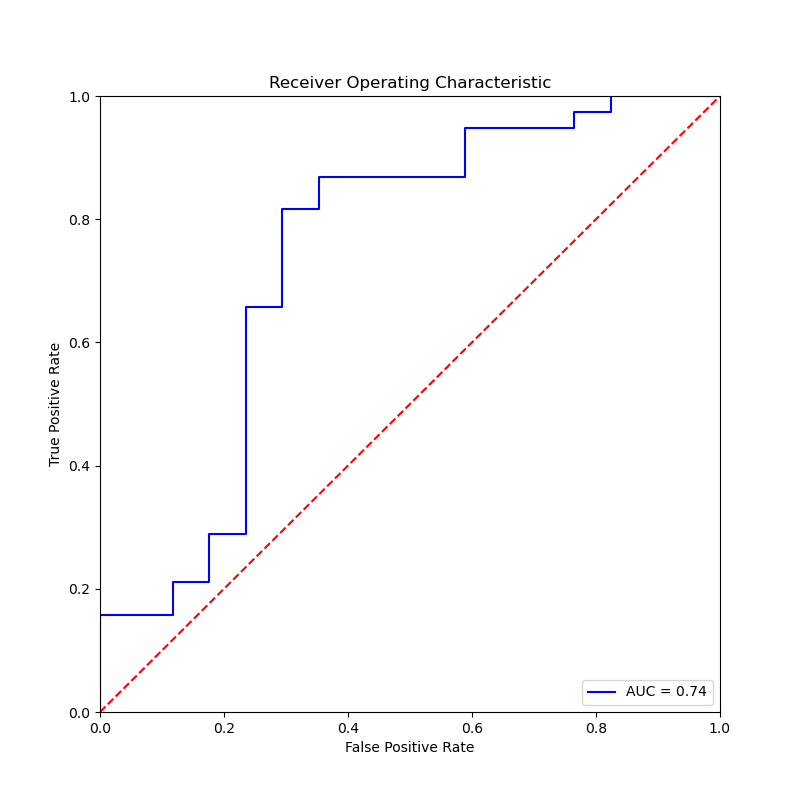 Receiver Operating Characteristic
1.0
0.8
0.6
0.4
0.2
0.0
True Positive Rate
AUC = 0.74
0.0 0.2 0.4 0.6 0.8 1.0
False Positive Rate